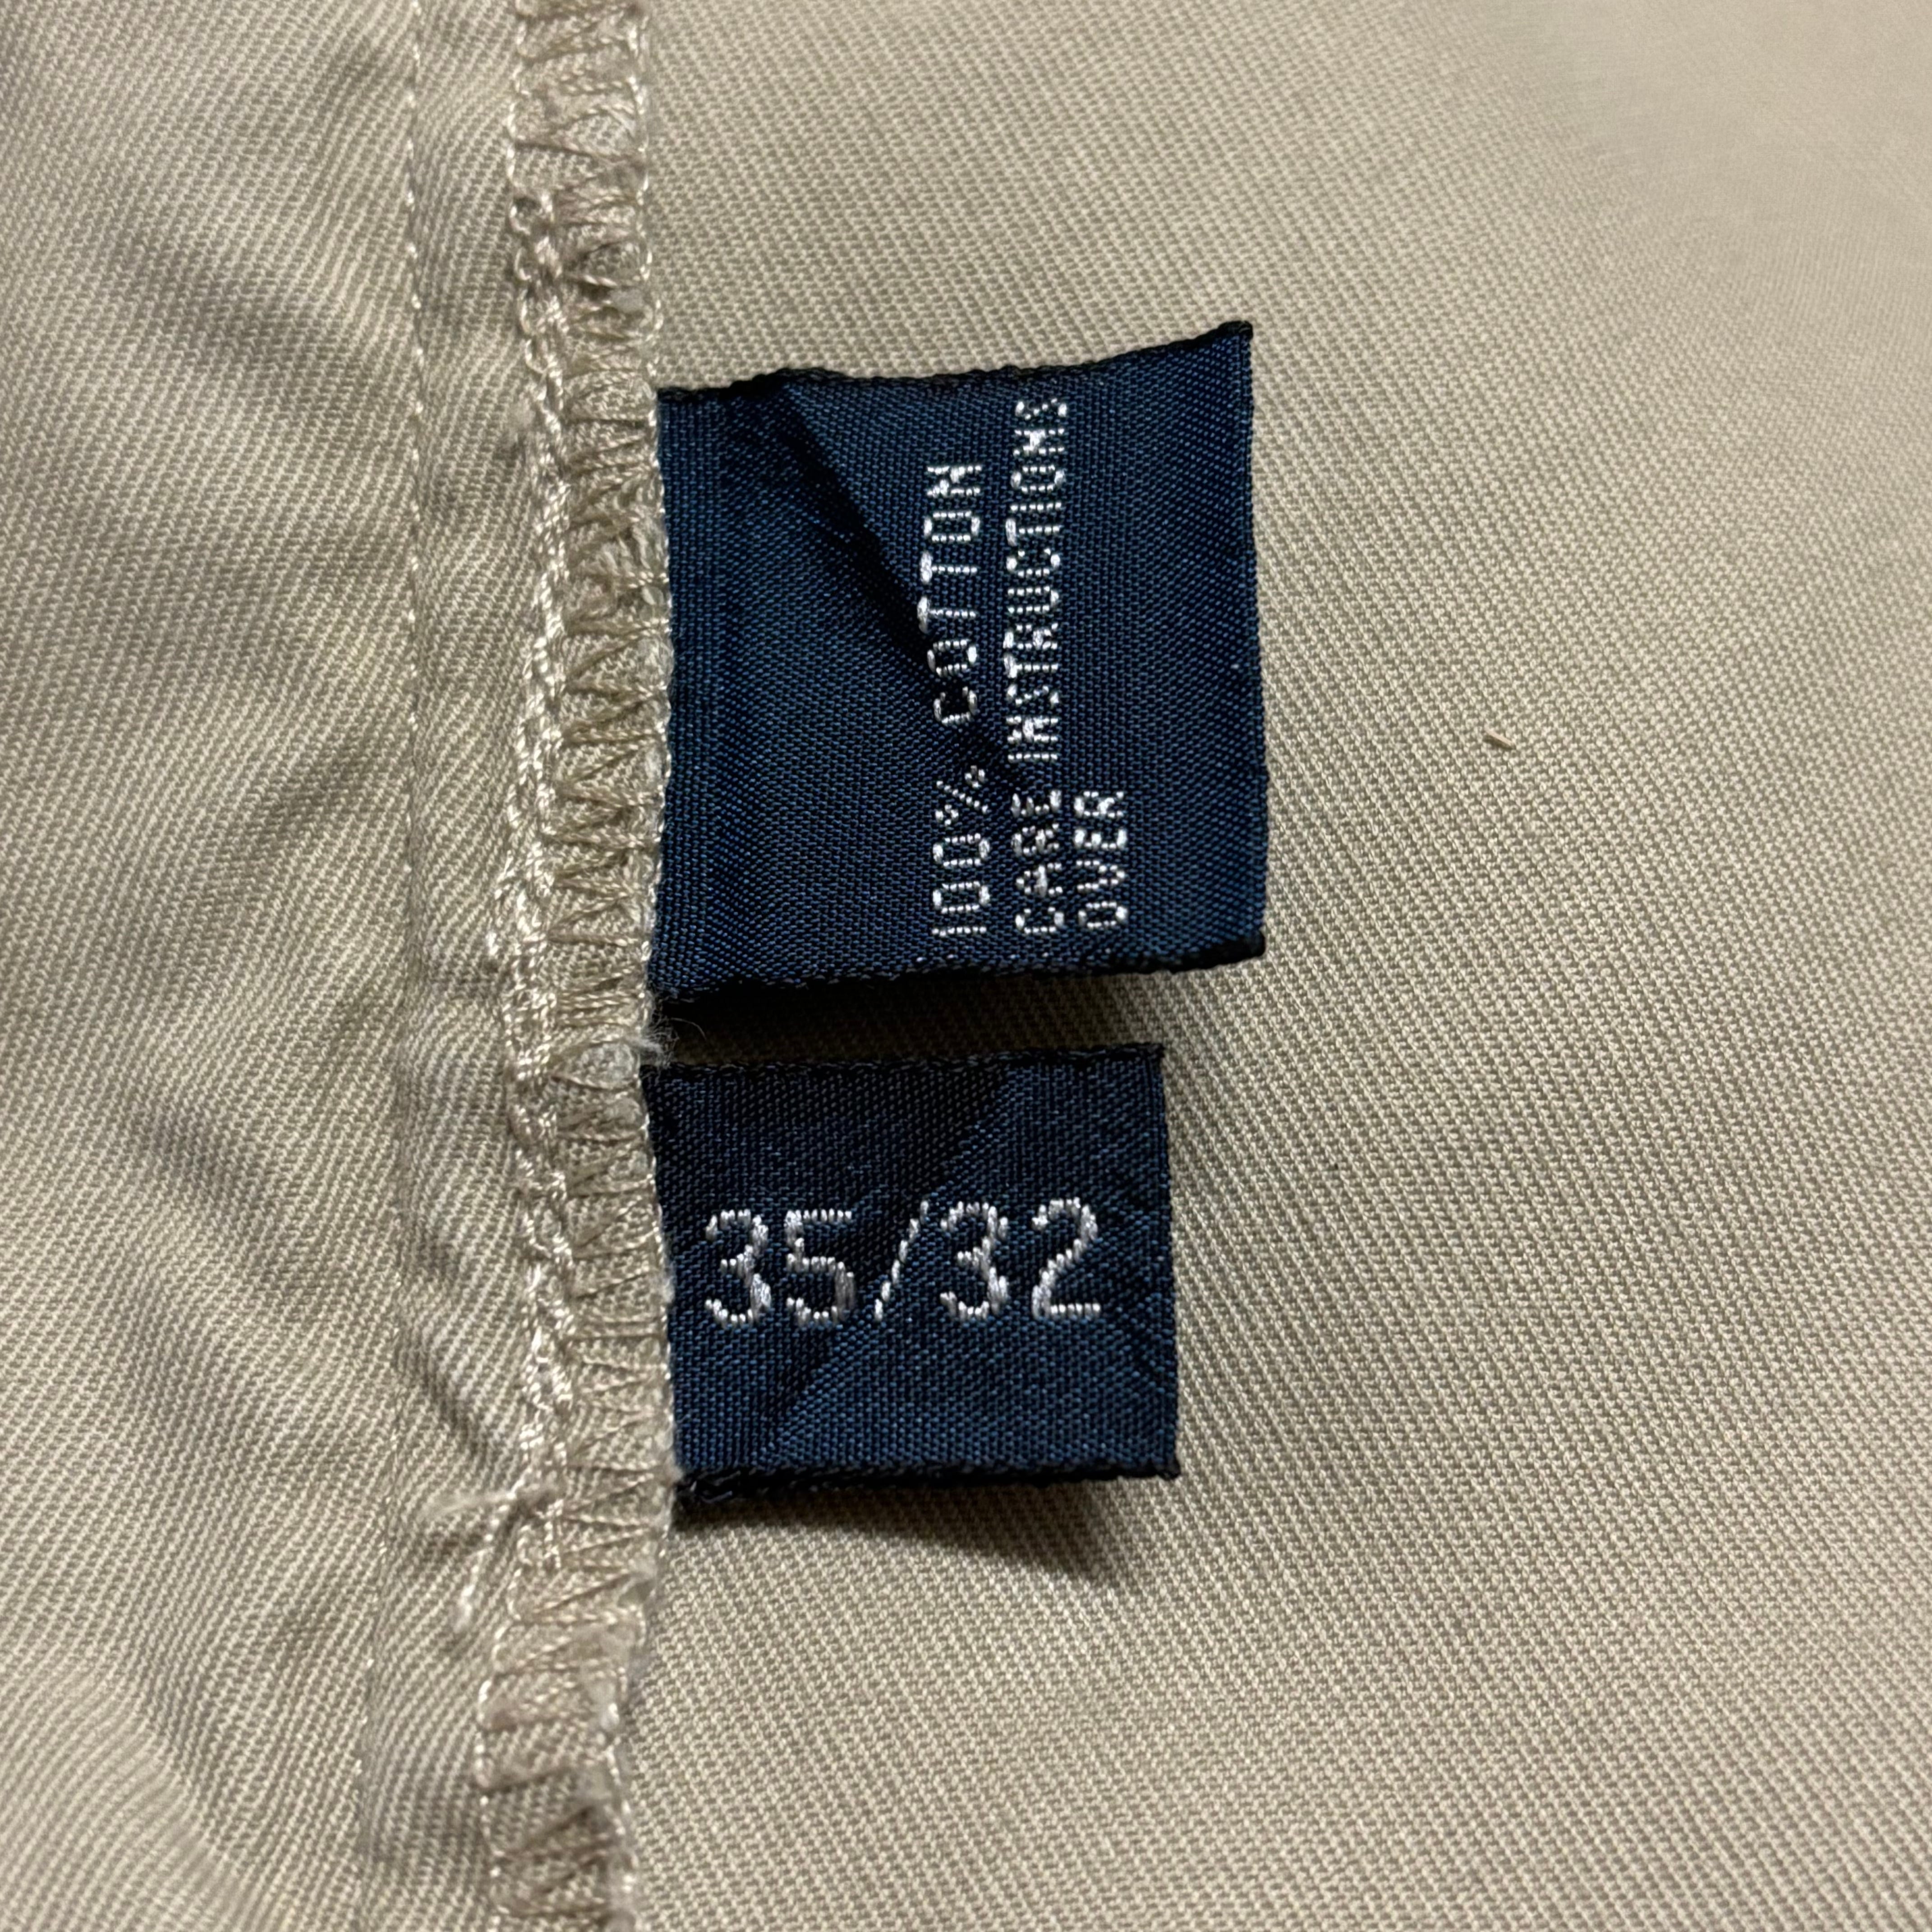 100% COTTON
CARE INSTRUCTIONS
OVER
35/32